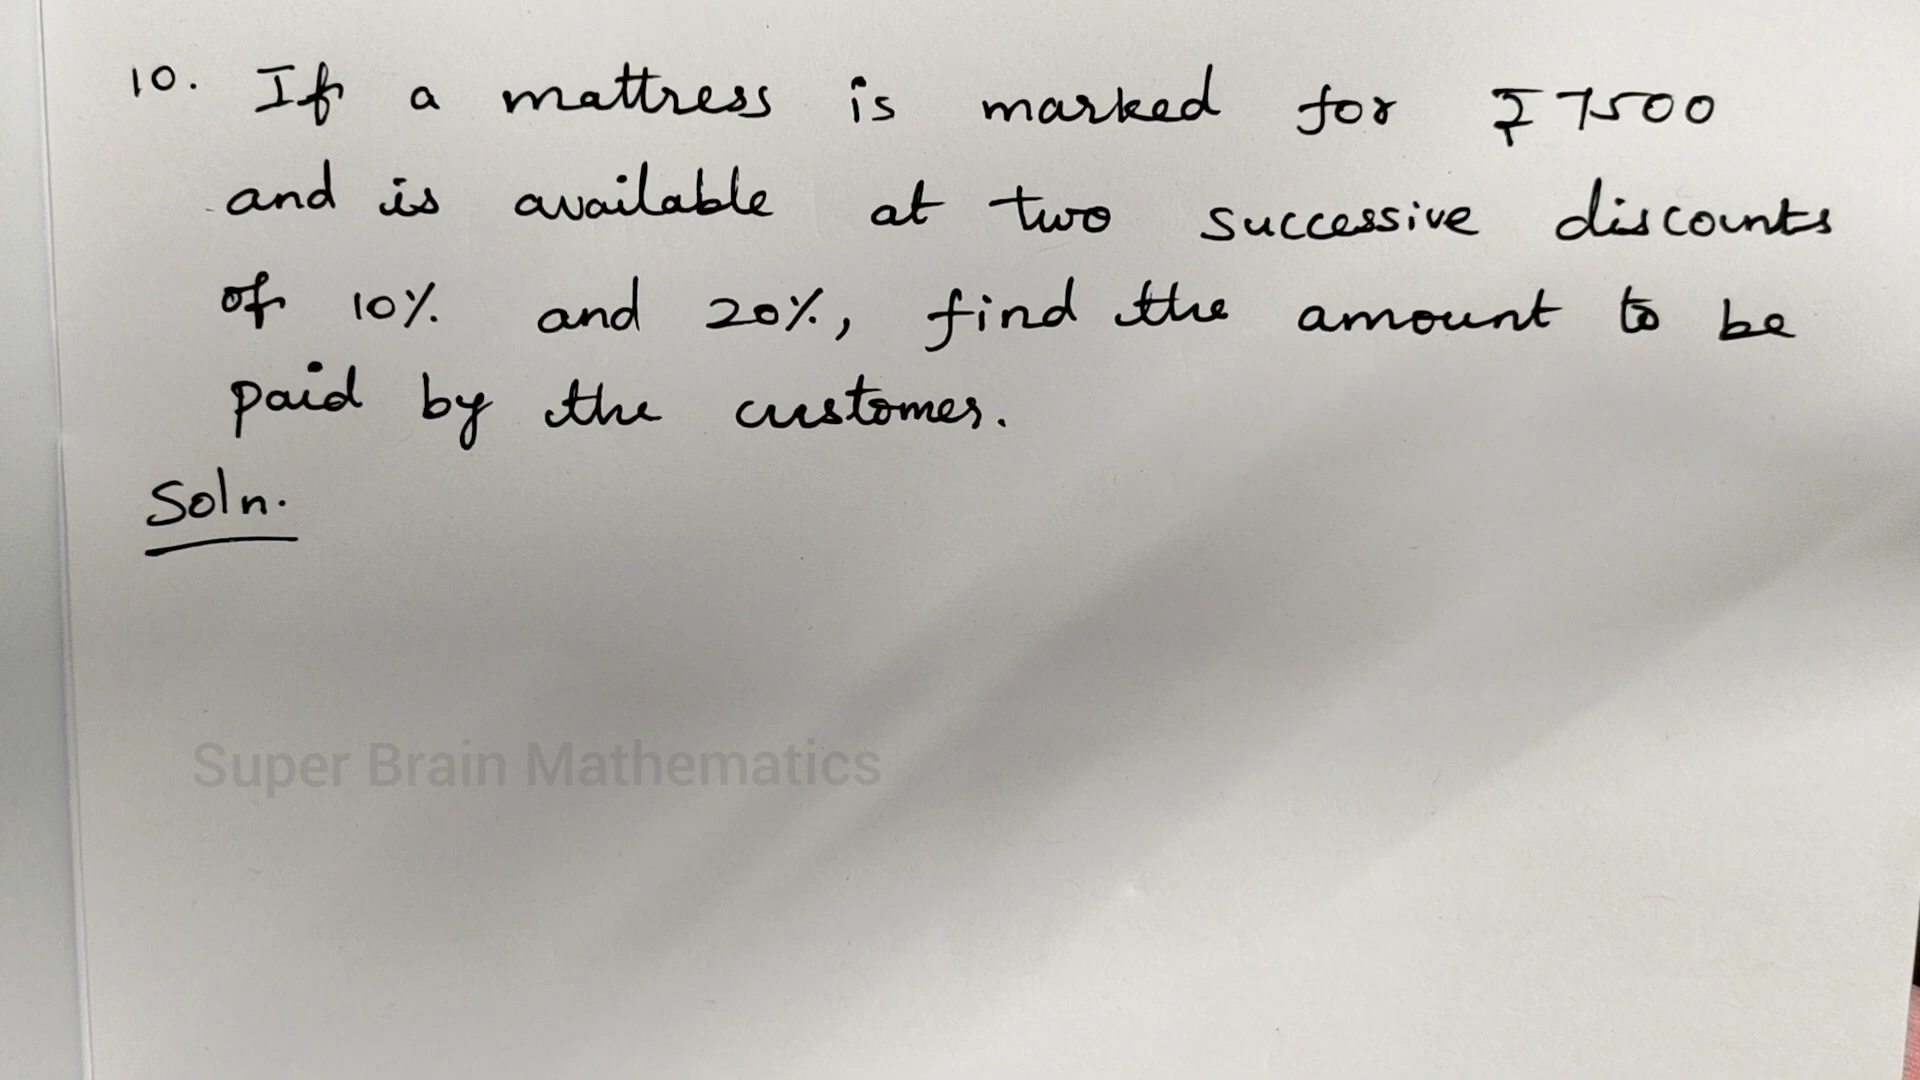 10. If a mattress is marked for ₹7500
and is available at two successive discounts
of 10% and 20%, find the amount to be
paid by the customer.
Soln.
Super Brain Mathematics